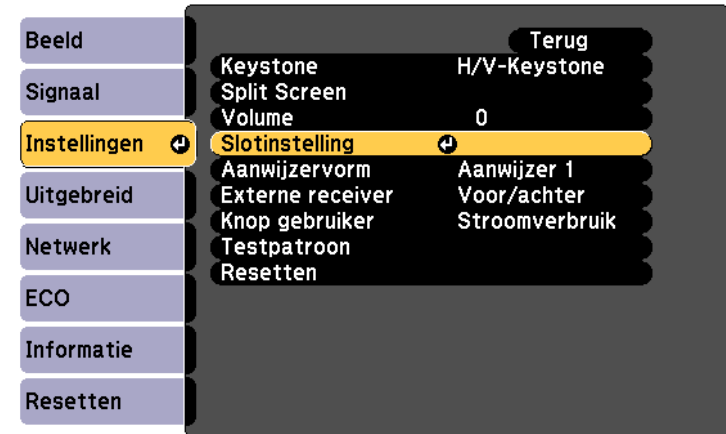 Beeld
Signaal
Instellingen
Uitgebreid
Netwerk
ECO
Informatie
Resetten
Terug
Keystone H/V-Keystone
Split Screen
Volume 0
Slotinstelling
Aanwijzervorm Aanwijzer 1
Externe receiver Voor/achter
Knop gebruiker Stroomverbruik
Testpatroon
Resetten